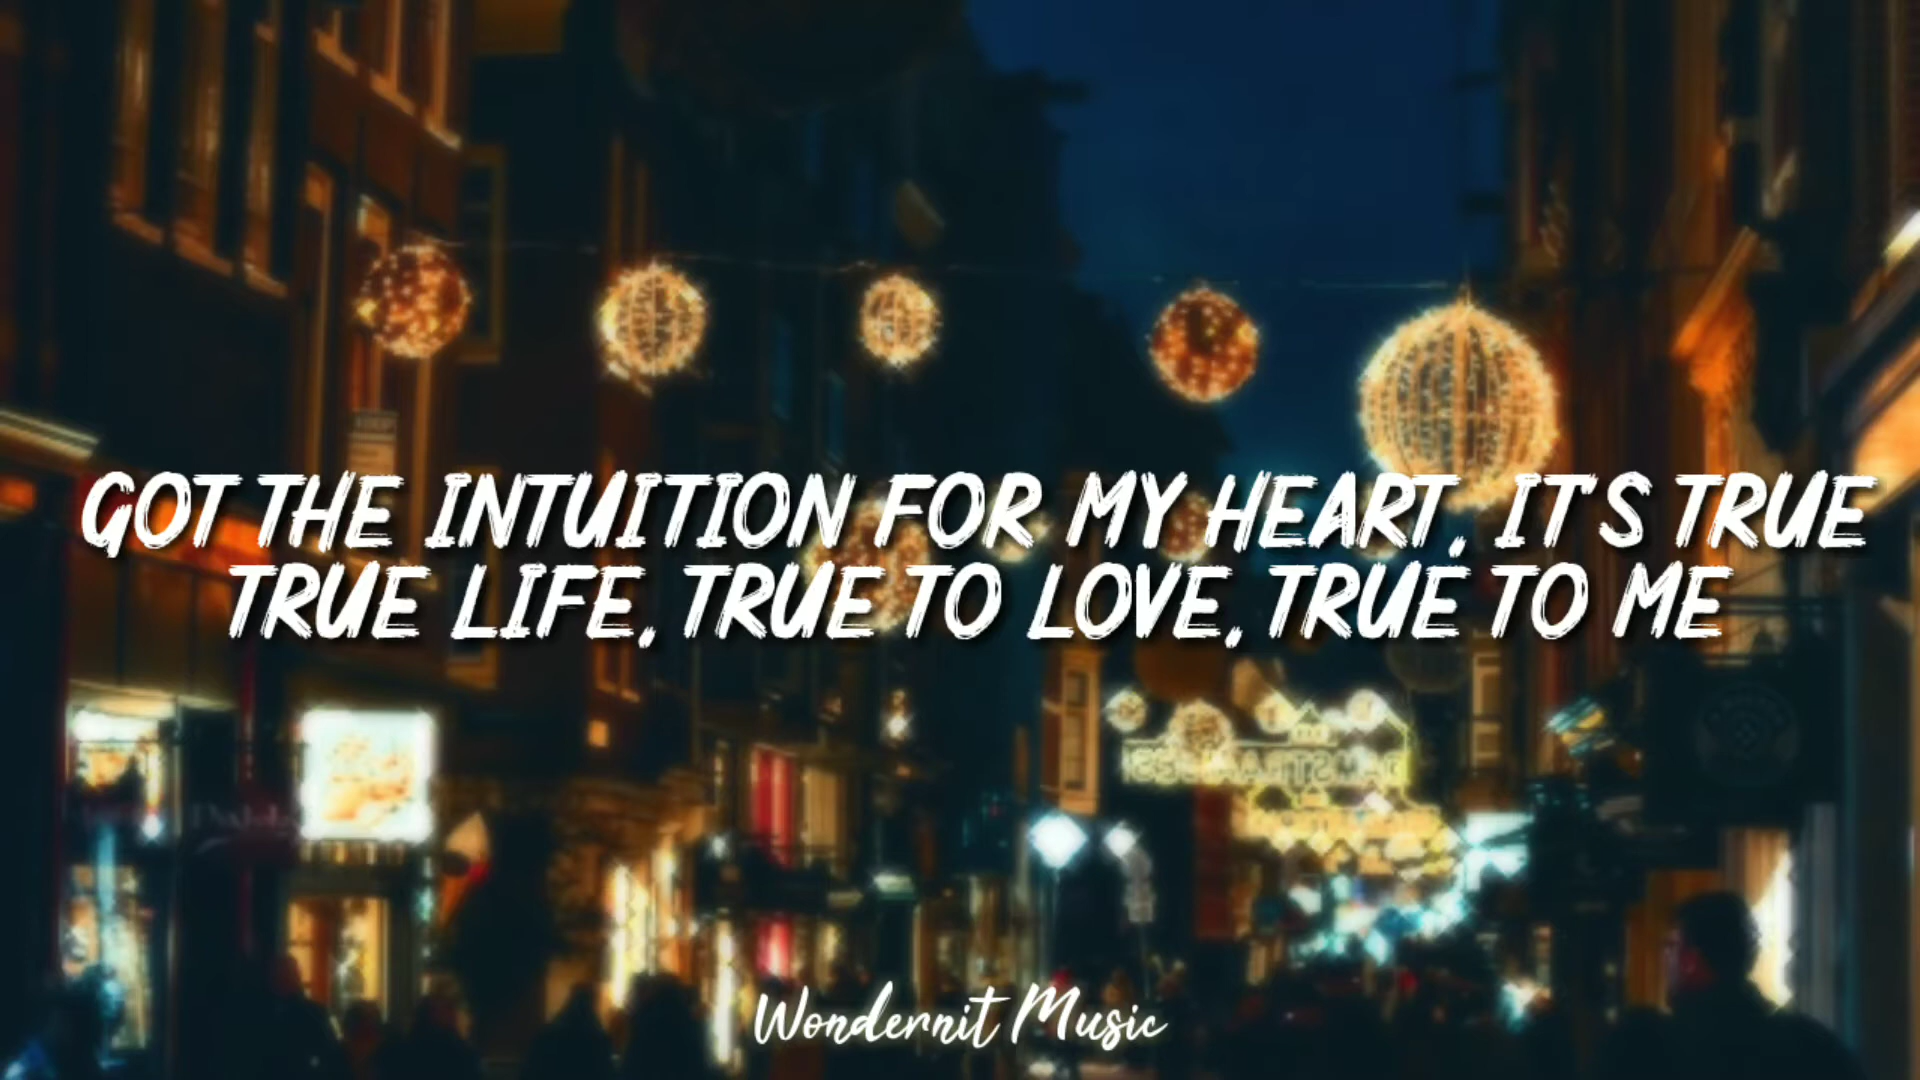 GOT THE INTUITION FOR MY HEART, IT'S TRUE
TRUE LIFE, TRUE TO LOVE, TRUE TO ME
Wondernit Music